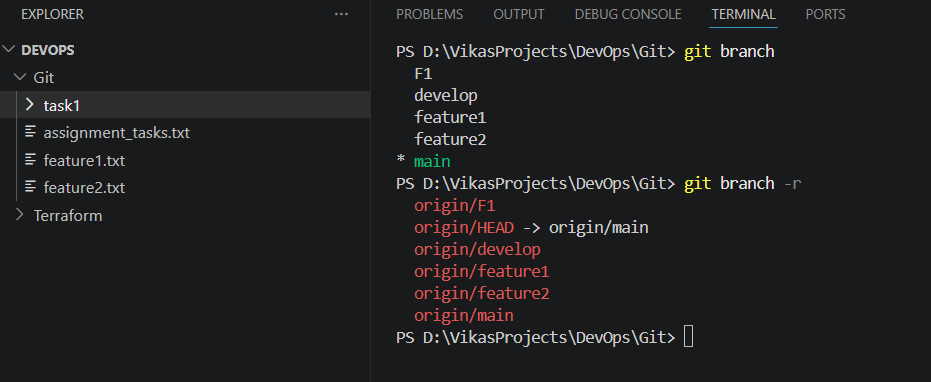 EXPLORER
DEVOPS
Git
task1
assignment_tasks.txt
feature1.txt
feature2.txt
Terraform
PROBLEMS OUTPUT DEBUG CONSOLE TERMINAL PORTS
PS D:\VikasProjects\DevOps\Git> git branch
F1
develop
feature1
feature2
* main
PS D:\VikasProjects\DevOps\Git> git branch -r
origin/F1
origin/HEAD -> origin/main
origin/develop
origin/feature1
origin/feature2
origin/main
PS D:\VikasProjects\DevOps\Git>